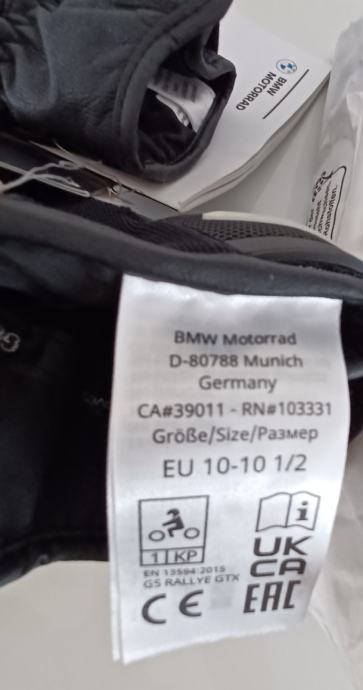 BMW
MOTORRAD
BMW Motorrad
D-80788 Munich
Germany
CA#39011 - RN#103331
Größe/Size/Размер
EU 10-10 1/2
1 KP
EN 13594:2015
GS RALLYE GTX
i
UK
CA
CE
EAC